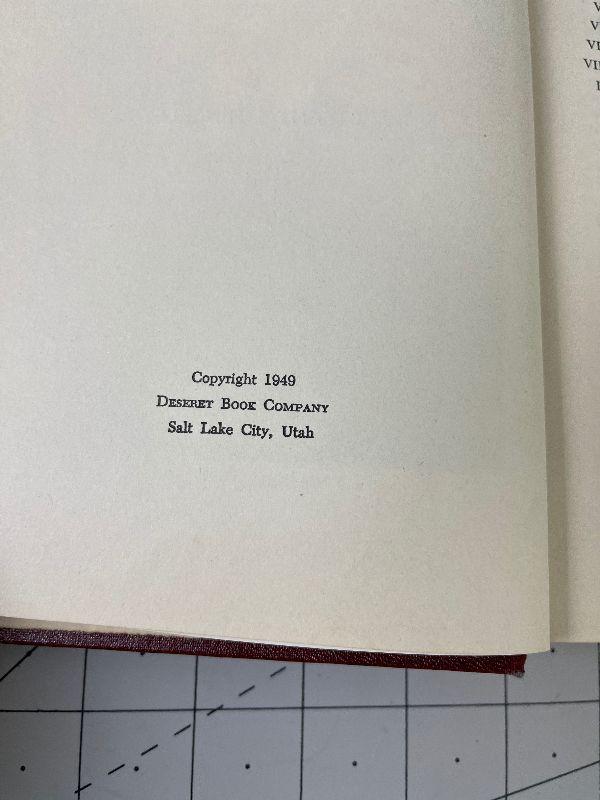 Copyright 1949
DESERET BOOK COMPANY
Salt Lake City, Utah